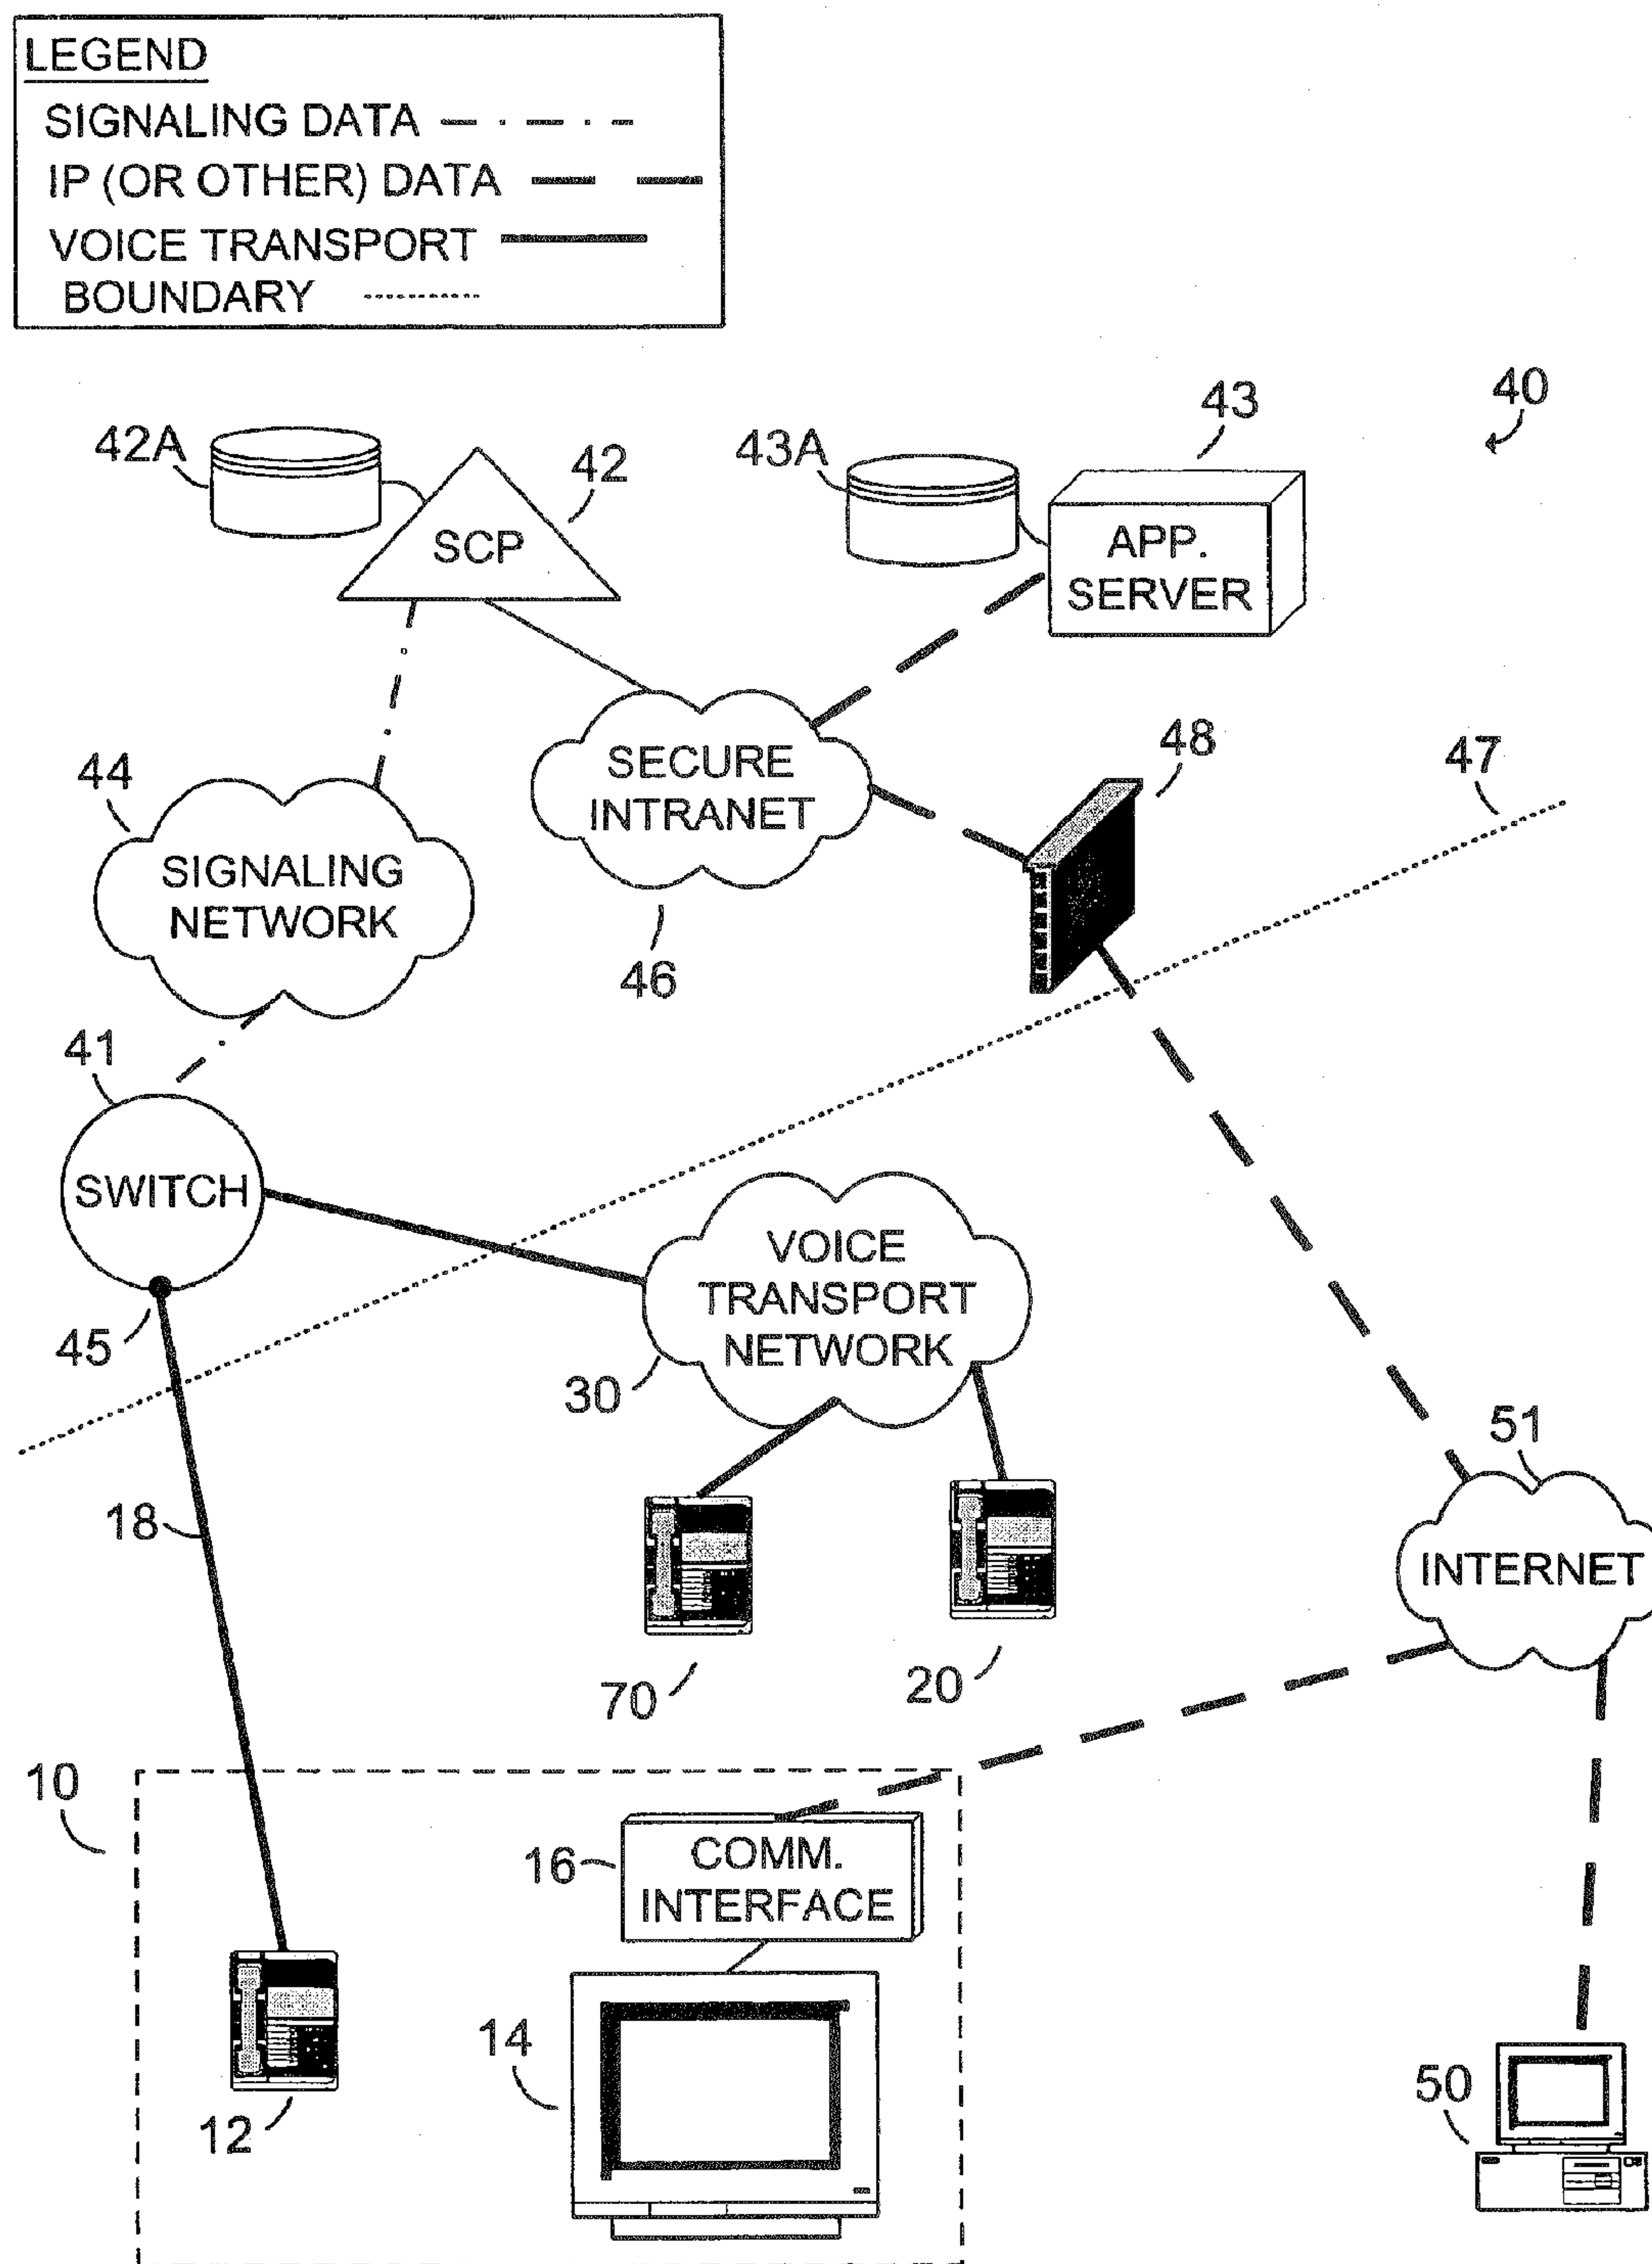 LEGEND
SIGNALING DATA
IP (OR OTHER) DATA
VOICE TRANSPORT
BOUNDARY
40
43
42A
42
43A
SCP
APP.
SERVER
48
47
44
SECURE
INTRANET
SIGNALING
NETWORK
46
41
SWITCH
VOICE
TRANSPORT
NETWORK
45
30
51
18
INTERNET
70
20
10
16
COMM.
INTERFACE
14
50
12